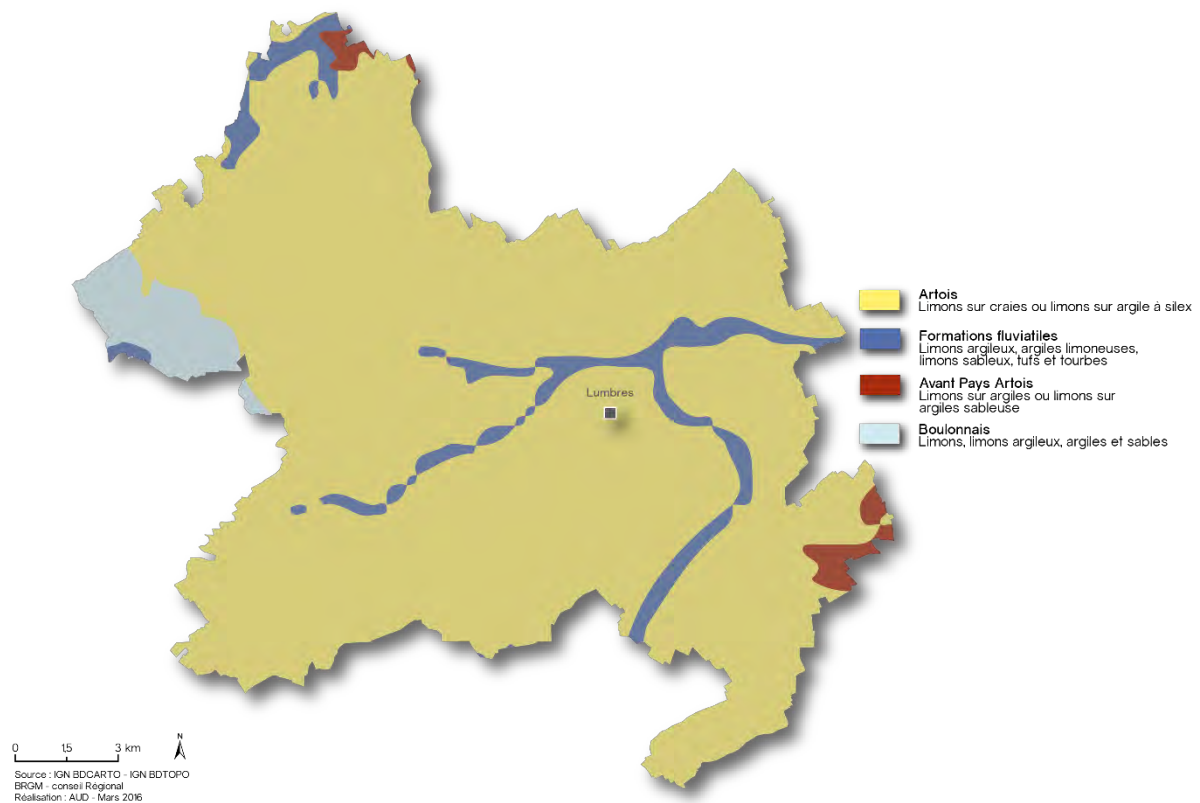 Lumbres
Artois
Limons sur craies ou limons sur argile à silex
Formations fluviatiles
Limons argileux, argiles limoneuses,
limons sableux, tufs et tourbes
Avant Pays Artois
Limons sur argiles ou limons sur
argiles sableuse
Boulonnais
Limons, limons argileux, argiles et sables
0 1,5 3 km
N
Source : IGN BDCARTO - IGN BDTOPO
BRGM - conseil Régional
Réalisation : AUD - Mars 2016